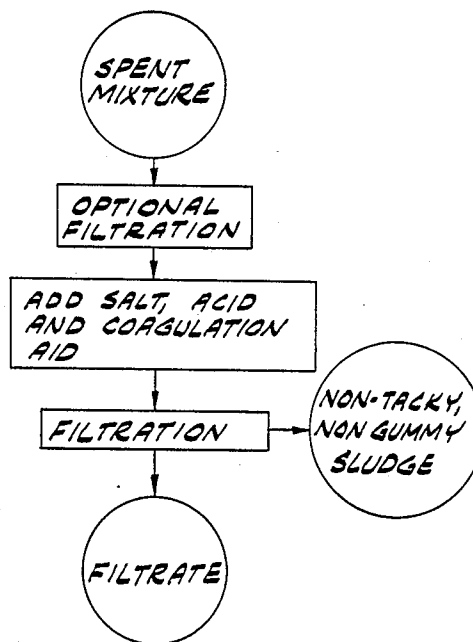 SPENT
MIXTURE
OPTIONAL
FILTRATION
ADD SALT, ACID
AND COAGULATION
AID
FILTRATION
NON-TACKY,
NON GUMMY
SLUDGE
FILTRATE